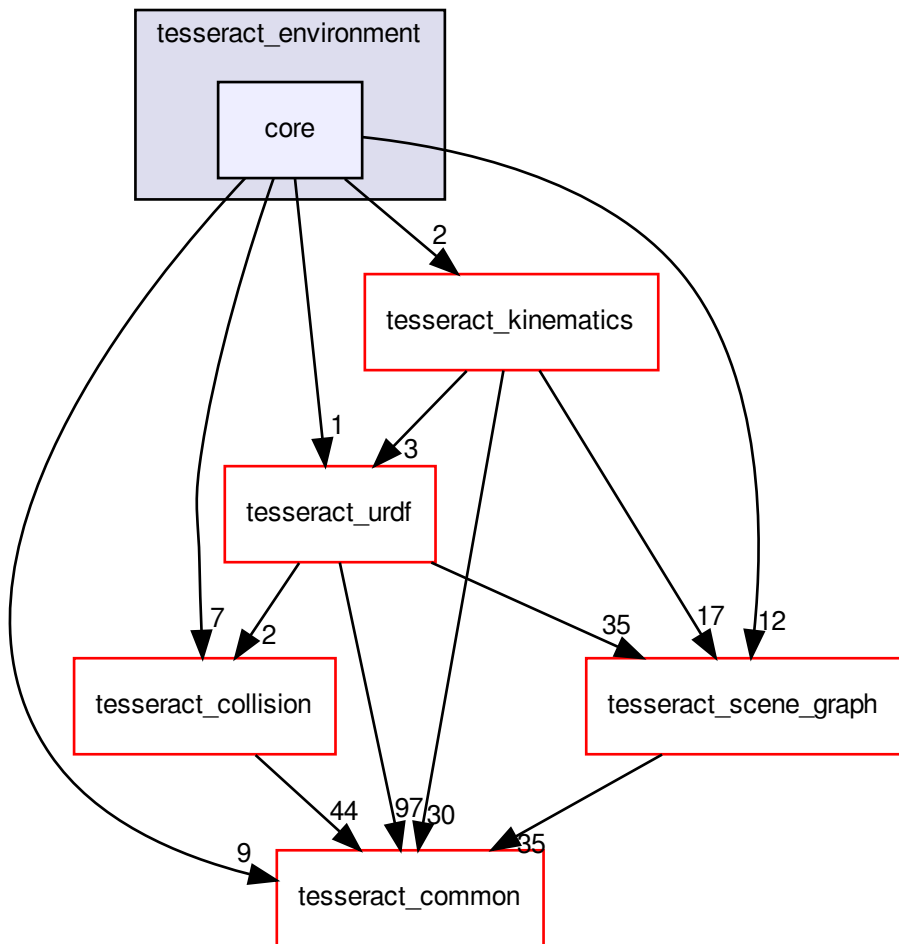 tesseract_environment
core
2
tesseract_kinematics
1
3
tesseract_urdf
7
2
35
17
12
tesseract_collision
tesseract_scene_graph
44
97
30
35
9
tesseract_common